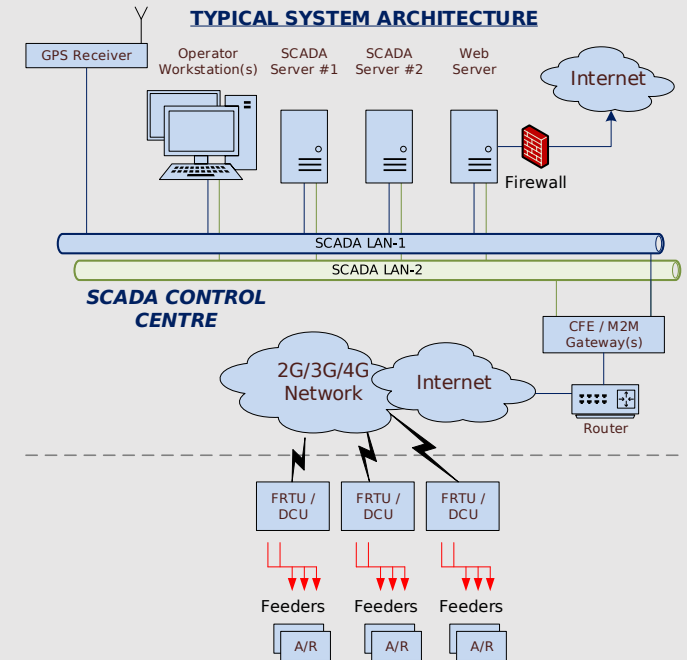 TYPICAL SYSTEM ARCHITECTURE
GPS Receiver
Operator
Workstation(s)
SCADA
Server #1
SCADA
Server #2
Web
Server
Internet
Firewall
SCADA LAN-1
SCADA LAN-2
SCADA CONTROL
CENTRE
CFE / M2M
Gateway(s)
2G/3G/4G
Network
Internet
Router
FRTU /
DCU
FRTU /
DCU
FRTU /
DCU
Feeders
Feeders
Feeders
A/R
A/R
A/R